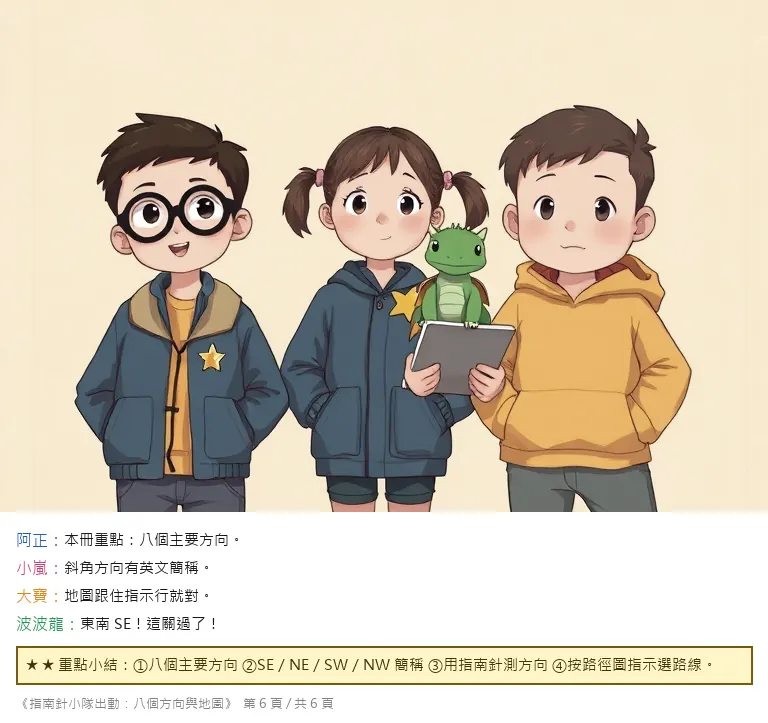 阿正：本冊重點：八個主要方向。
小嵐：斜角方向有英文簡稱。
大寶：地圖跟住指示行就對。
波波龍：東南 SE！這關過了！
★★ 重點小結：①八個主要方向 ②SE / NE / SW / NW 簡稱 ③用指南針測方向 ④按路徑圖指示選路線。
《指南針小隊出動：八個方向與地圖》 第 6 頁 / 共 6 頁